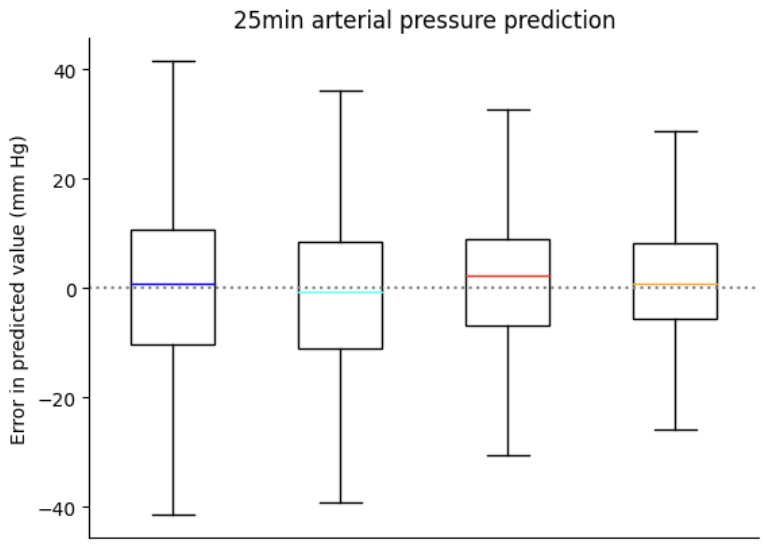 25min arterial pressure prediction
Error in predicted value (mm Hg)
40
20
0
−20
−40